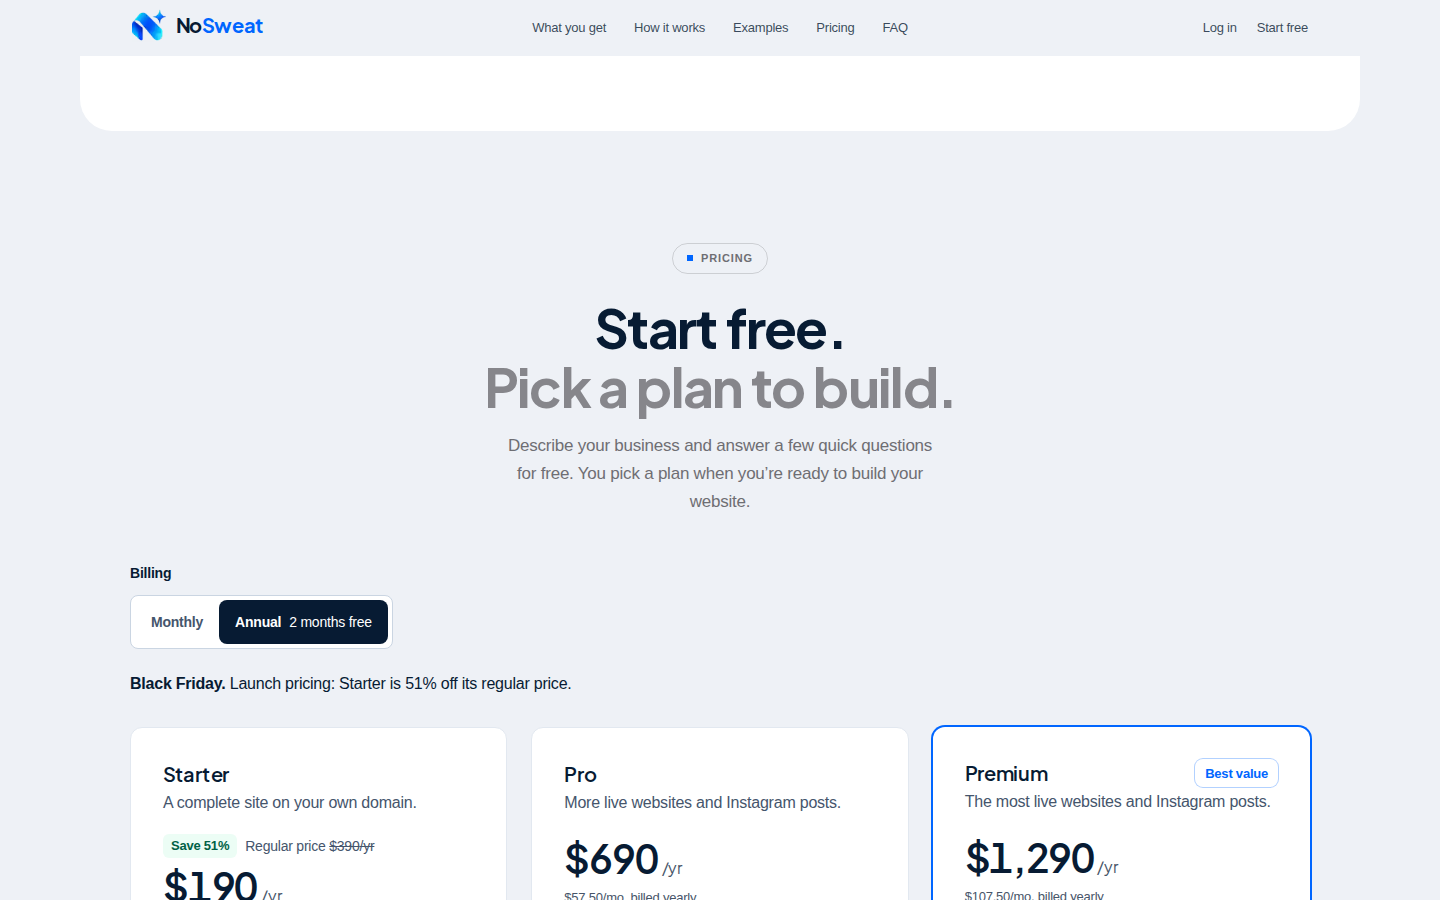 NoSweat
What you get
How it works
Examples
Pricing
FAQ
Log in
Start free
PRICING
Start free.
Pick a plan to build.
Describe your business and answer a few quick questions
for free. You pick a plan when you’re ready to build your
website.
Billing
Monthly
Annual 2 months free
Black Friday. Launch pricing: Starter is 51% off its regular price.
Starter
A complete site on your own domain.
Save 51% Regular price $390/yr
$190 /yr
Pro
More live websites and Instagram posts.
$690 /yr
$57.50/mo, billed yearly
Premium
Best value
The most live websites and Instagram posts.
$1,290 /yr
$107.50/mo, billed yearly